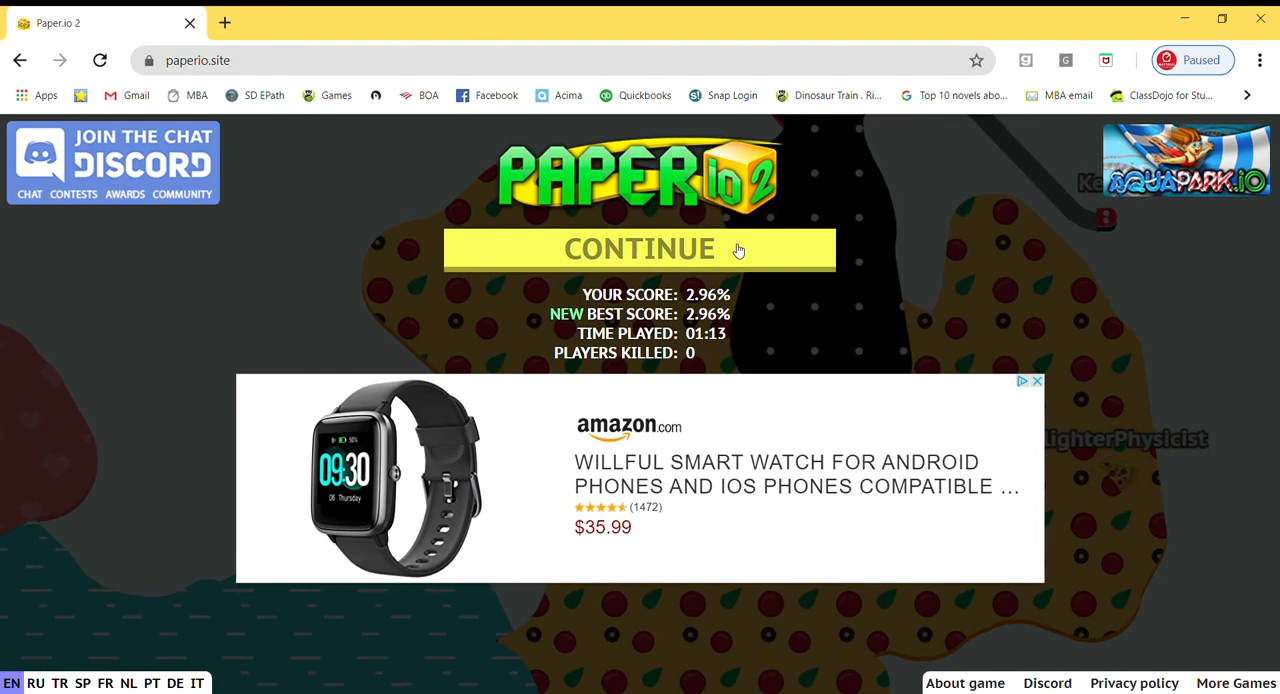 Paper.io 2
paperio.site
Paused
Apps
Gmail
MBA
SD EPath
Games
BOA
Facebook
Acima
Quickbooks
Snap Login
Dinosaur Train . Ri...
Top 10 novels abo...
MBA email
ClassDojo for Stu...
JOIN THE CHAT
DISCORD
CHAT CONTESTS AWARDS COMMUNITY
PAPER io 2
AQUAPARK.IO
CONTINUE
YOUR SCORE: 2.96%
NEW BEST SCORE: 2.96%
TIME PLAYED: 01:13
PLAYERS KILLED: 0
50%
09:30
06 Thursday
amazon.com
WILLFUL SMART WATCH FOR ANDROID
PHONES AND IOS PHONES COMPATIBLE ...
(1472)
$35.99
lighterPhysicist
EN RU TR SP FR NL PT DE IT
About game Discord Privacy policy More Games